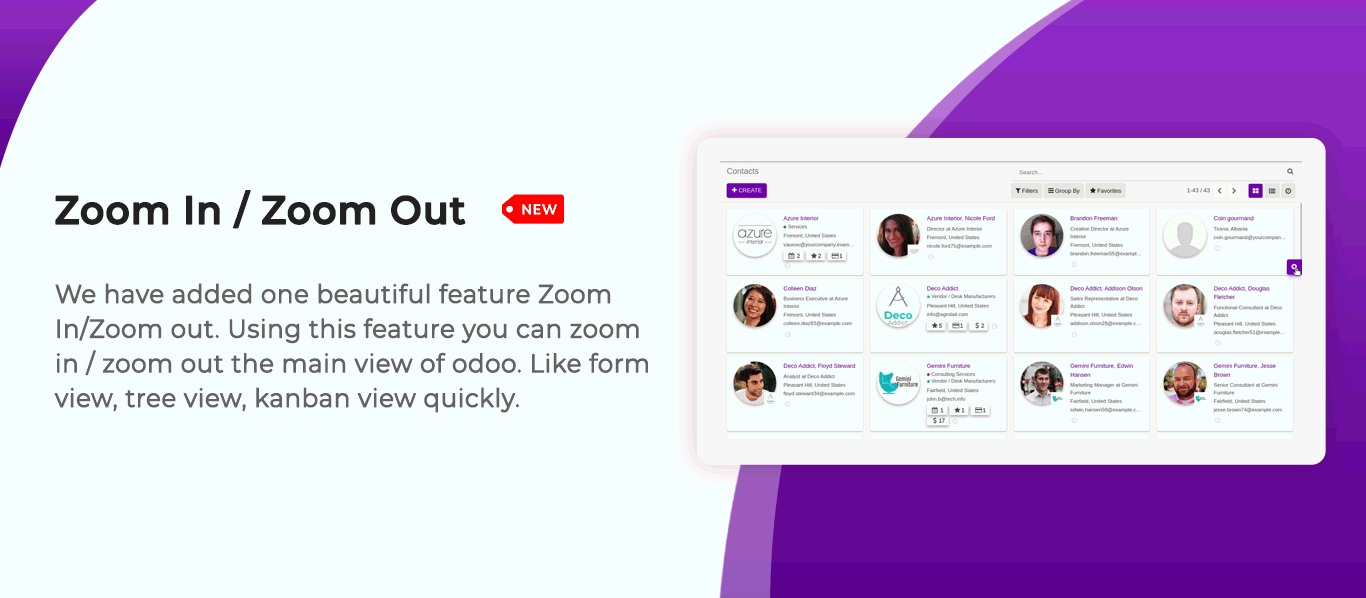 Zoom In / Zoom Out
NEW
We have added one beautiful feature Zoom
In/Zoom out. Using this feature you can zoom
in / zoom out the main view of odoo. Like form
view, tree view, kanban view quickly.
Contacts
Search...
CREATE
Filters
Group By
Favorites
1-43 / 43
azure
interior
Azure Interior
Services
Fremont, United States
vauxoo@yourcompany.exam...
2
2
1
Azure Interior, Nicole Ford
Director at Azure Interior
Fremont, United States
nicole.ford75@example.com
Brandon Freeman
Creative Director at Azure
Interior
Fremont, United States
brandon.freeman55@exampl...
Coin gourmand
Tirana, Albania
coin.gourmand@yourcompan...
Colleen Diaz
Business Executive at Azure
Interior
Fremont, United States
colleen.diaz83@example.com
Deco
Addict
Deco Addict
Vendor / Desk Manufacturers
Pleasant Hill, United States
info@agrolait.com
5
1
$ 2
Deco Addict, Addison Olson
Sales Representative at Deco
Addict
Pleasant Hill, United States
addison.olson28@example.c...
Deco Addict, Douglas
Fletcher
Functional Consultant at Deco
Addict
Pleasant Hill, United States
douglas.fletcher51@example...
Deco Addict, Floyd Steward
Analyst at Deco Addict
Pleasant Hill, United States
floyd.steward34@example.com
Gemini
Furniture
Gemini Furniture
Consulting Services
Vendor / Desk Manufacturers
Fairfield, United States
john.b@tech.info
1
1
1
$ 17
Gemini Furniture, Edwin
Hansen
Marketing Manager at Gemini
Furniture
Fairfield, United States
edwin.hansen58@example.c...
Gemini Furniture, Jesse
Brown
Senior Consultant at Gemini
Furniture
Fairfield, United States
jesse.brown74@example.com